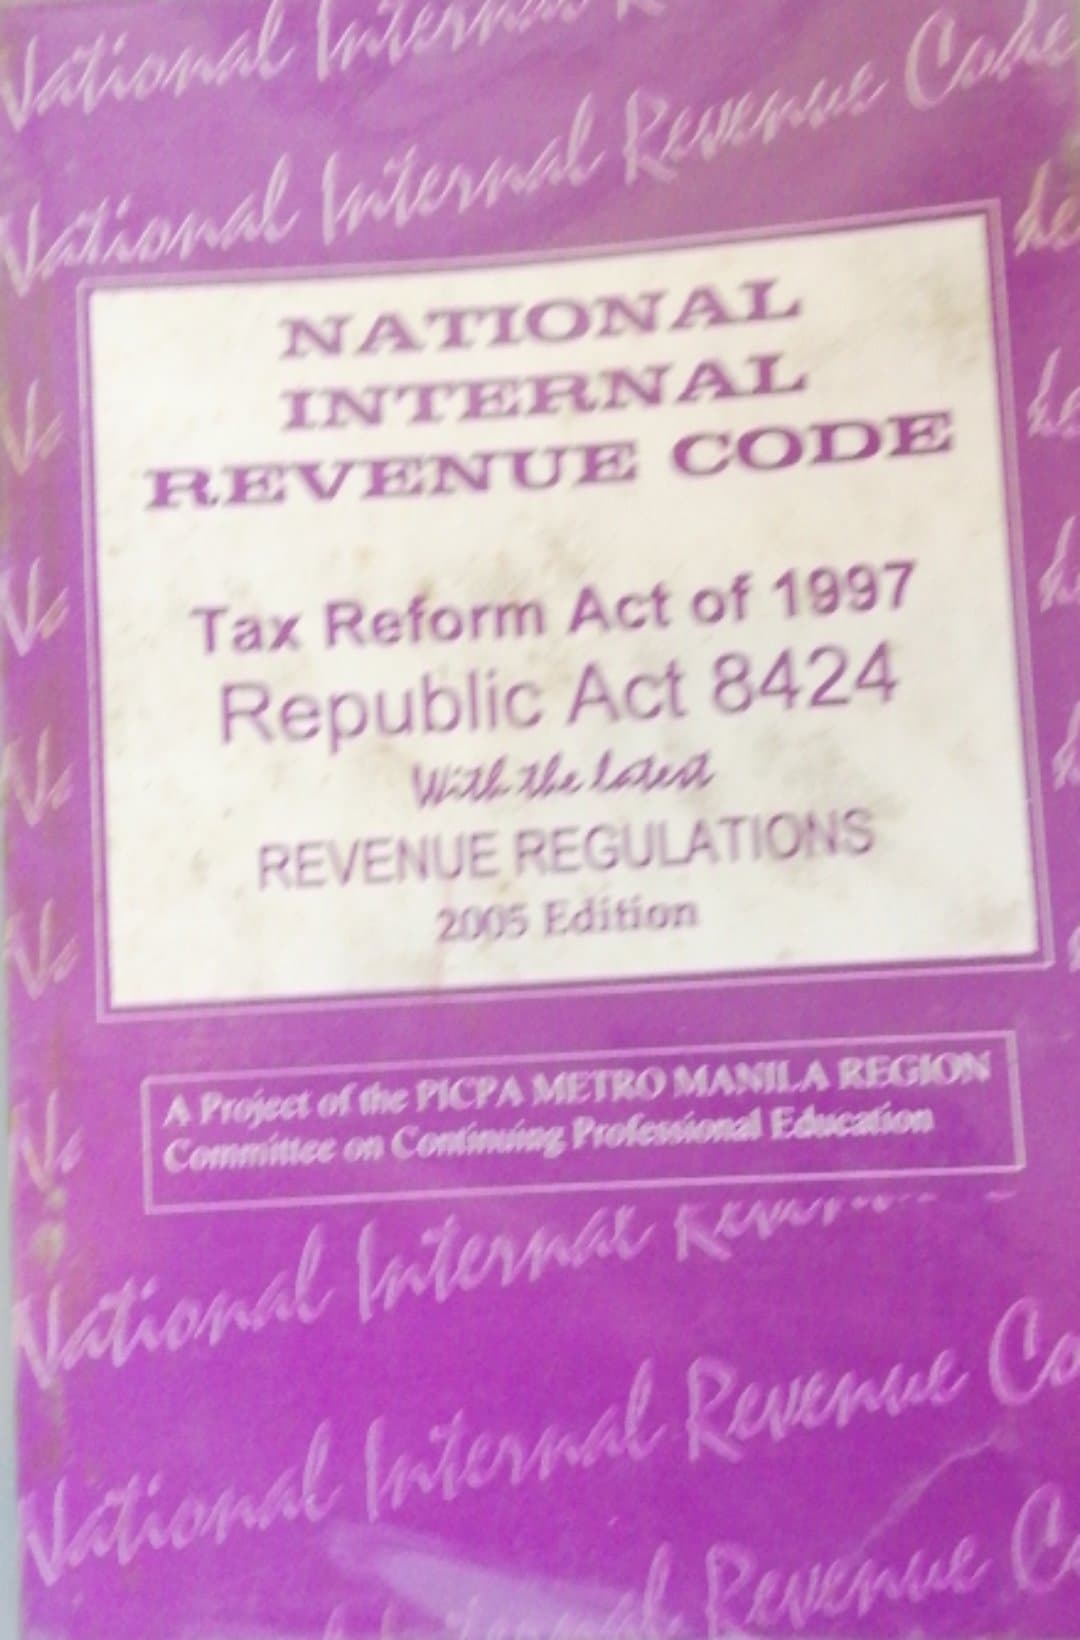 National Internal
National Internal Revenue Code
NATIONAL
INTERNAL
REVENUE CODE
Tax Reform Act of 1997
Republic Act 8424
With the latest
REVENUE REGULATIONS
2005 Edition
A Project of the PICPA METRO MANILA REGION
Committee on Continuing Professional Education
National Internal
National Internal Revenue Co
Revenue Co